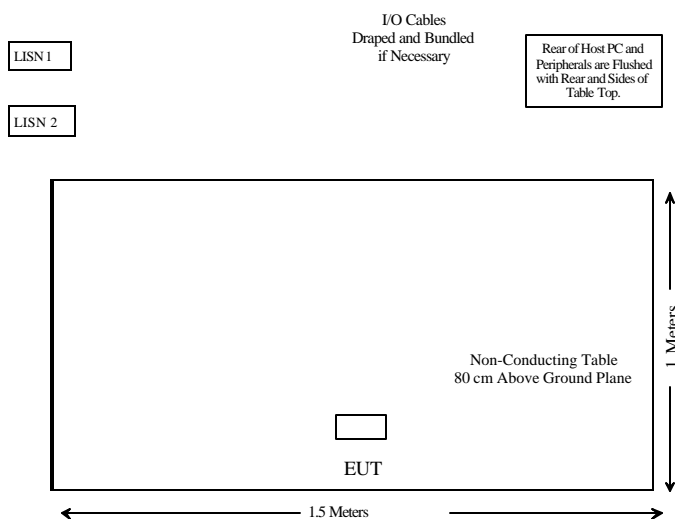 I/O Cables
Draped and Bundled
if Necessary
LISN 1
Rear of Host PC and
Peripherals are Flushed
with Rear and Sides of
Table Top.
LISN 2
1 Meters
Non-Conducting Table
80 cm Above Ground Plane
EUT
1.5 Meters